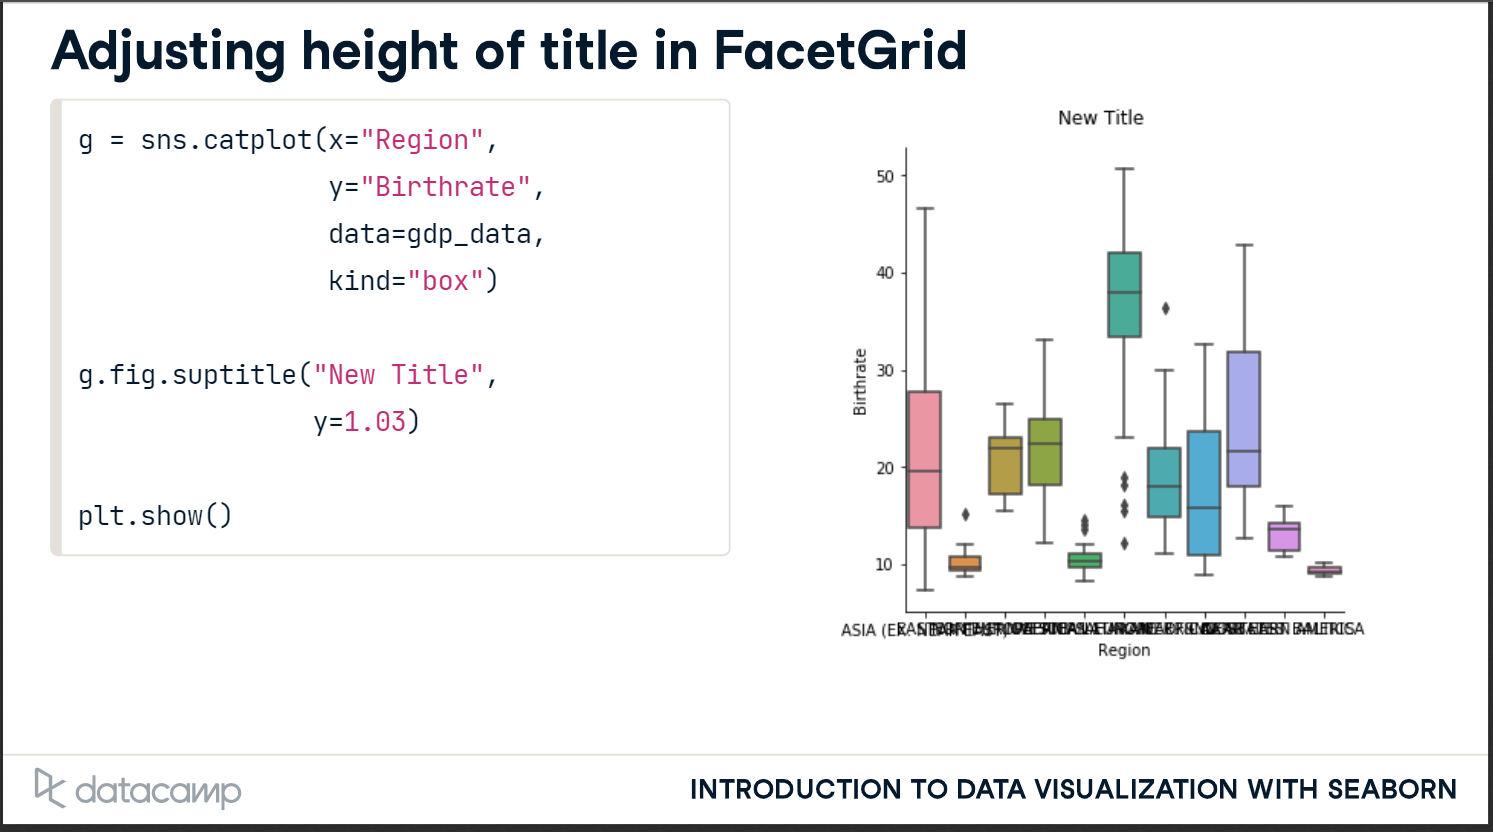 Adjusting height of title in FacetGrid
g = sns.catplot(x="Region",
y="Birthrate",
data=gdp_data,
kind="box")
g.fig.suptitle("New Title",
y=1.03)
plt.show()
New Title
50
40
30
20
10
Birthrate
ASIA (EX.
Region
datacamp
INTRODUCTION TO DATA VISUALIZATION WITH SEABORN